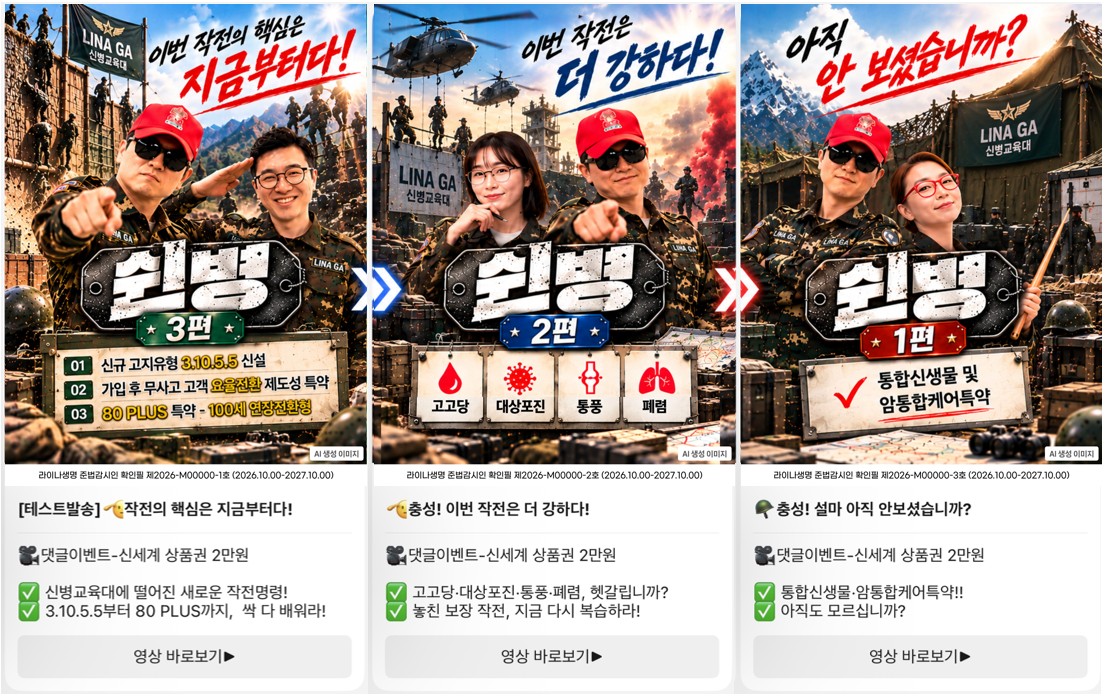 LINA GA
신병교육대
이번 작전의 핵심은
지금부터다!
LINA GA
LINA GA
쉰병
3편
01 신규 고지유형 3.10.5.5 신설
02 가입 후 무사고 고객 요율전환 제도성 특약
03 80 PLUS 특약 - 100세 연장전환형
AI 생성 이미지
라이나생명 준법감시인 확인필 제2026-M00000-1호 (2026.10.00-2027.10.00)
[테스트발송] 🫡작전의 핵심은 지금부터다!
🎥댓글이벤트-신세계 상품권 2만원
✅ 신병교육대에 떨어진 새로운 작전명령!
✅ 3.10.5.5부터 80 PLUS까지, 싹 다 배워라!
영상 바로보기▶
이번 작전은
더 강하다!
LINA GA
신병교육대
LINA GA
쉰병
2편
고고당
대상포진
통풍
폐렴
AI 생성 이미지
라이나생명 준법감시인 확인필 제2026-M00000-2호 (2026.10.00-2027.10.00)
🫡충성! 이번 작전은 더 강하다!
🎥댓글이벤트-신세계 상품권 2만원
✅ 고고당·대상포진·통풍·폐렴, 헷갈립니까?
✅ 놓친 보장 작전, 지금 다시 복습하라!
영상 바로보기▶
아직
안 보셨습니까?
LINA GA
신병교육대
LINA GA
LINA GA
쉰병
1편
통합신생물 및
암통합케어특약
AI 생성 이미지
라이나생명 준법감시인 확인필 제2026-M00000-3호 (2026.10.00-2027.10.00)
🪖충성! 설마 아직 안보셨습니까?
🎥댓글이벤트-신세계 상품권 2만원
✅ 통합신생물·암통합케어특약!!
✅ 아직도 모르십니까?
영상 바로보기▶